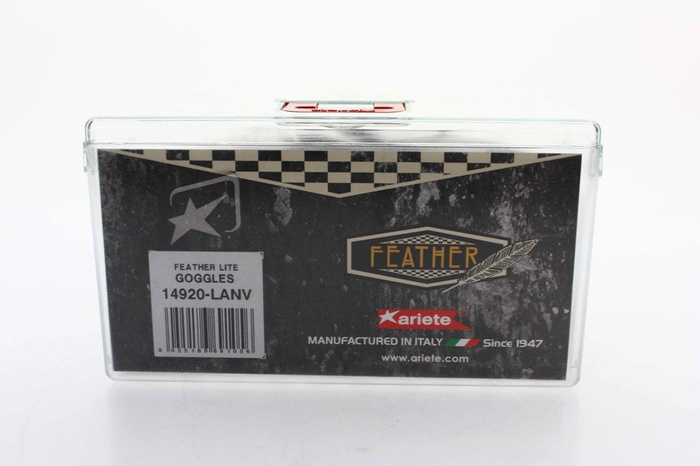 FEATHER LITE
GOGGLES
14920-LANV
FEATHER
ariete
MANUFACTURED IN ITALY Since 1947
www.ariete.com